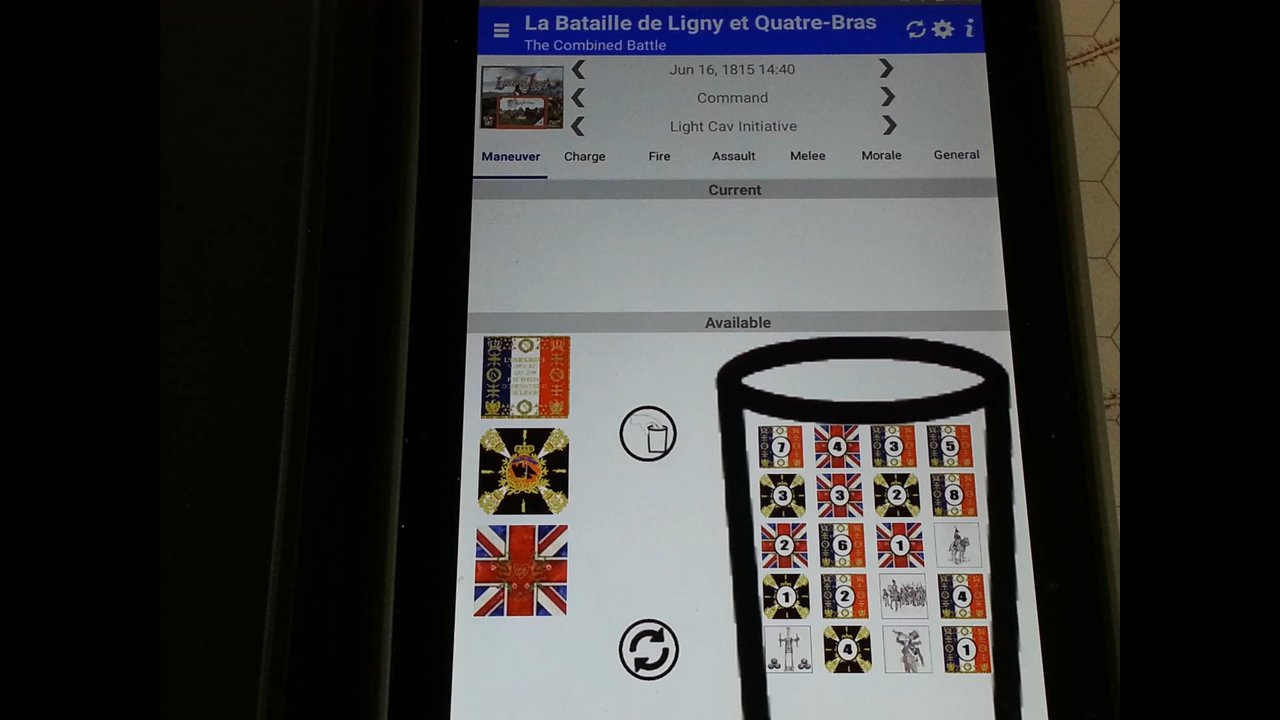 La Bataille de Ligny et Quatre-Bras
The Combined Battle
Jun 16, 1815 14:40
Command
Light Cav Initiative
Maneuver Charge Fire Assault Melee Morale General
Current
Available
7 4 3 5
3 3 2 8
2 6 1
1 2 4
4 1